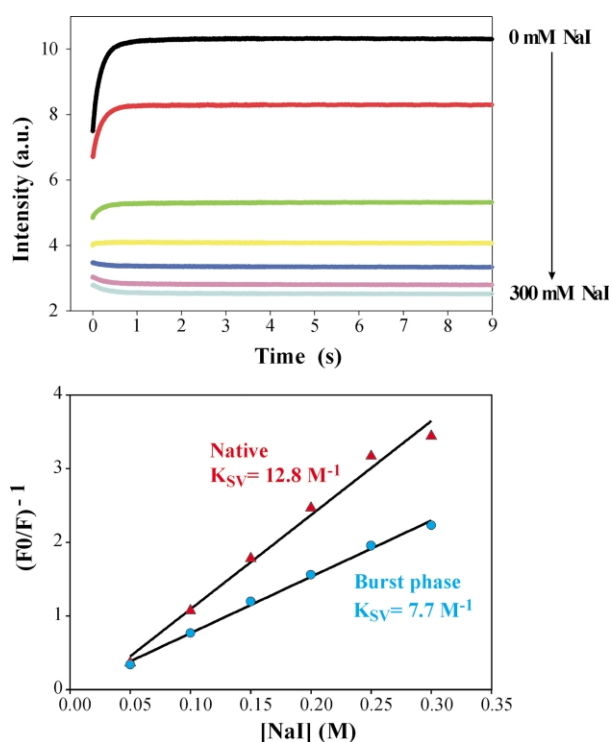 10
8
6
4
2
Intensity (a.u.)
0 1 2 3 4 5 6 7 8 9
Time (s)
0 mM NaI
300 mM NaI
4
3
2
1
0
(F0/F)⁻¹
Native
K_SV= 12.8 M⁻¹
Burst phase
K_SV= 7.7 M⁻¹
0.00 0.05 0.10 0.15 0.20 0.25 0.30 0.35
[NaI] (M)